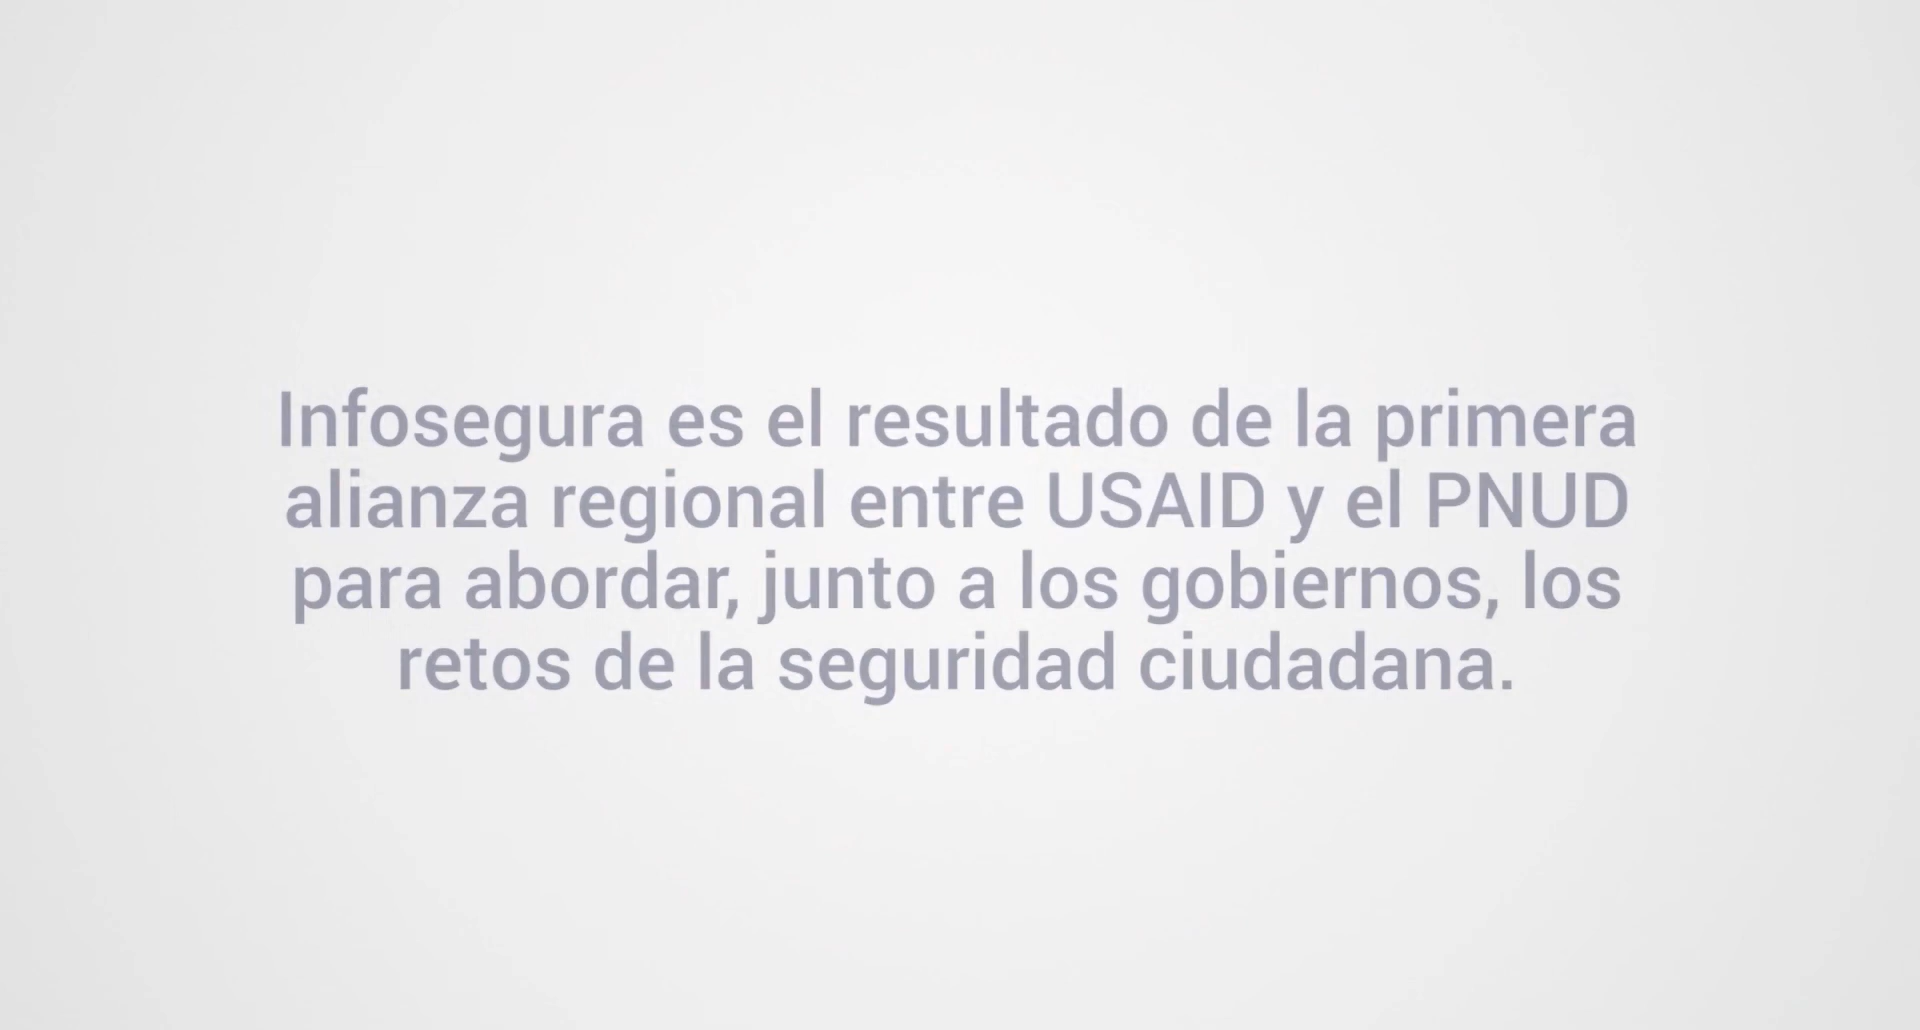 Infosegura es el resultado de la primera
alianza regional entre USAID y el PNUD
para abordar, junto a los gobiernos, los
retos de la seguridad ciudadana.